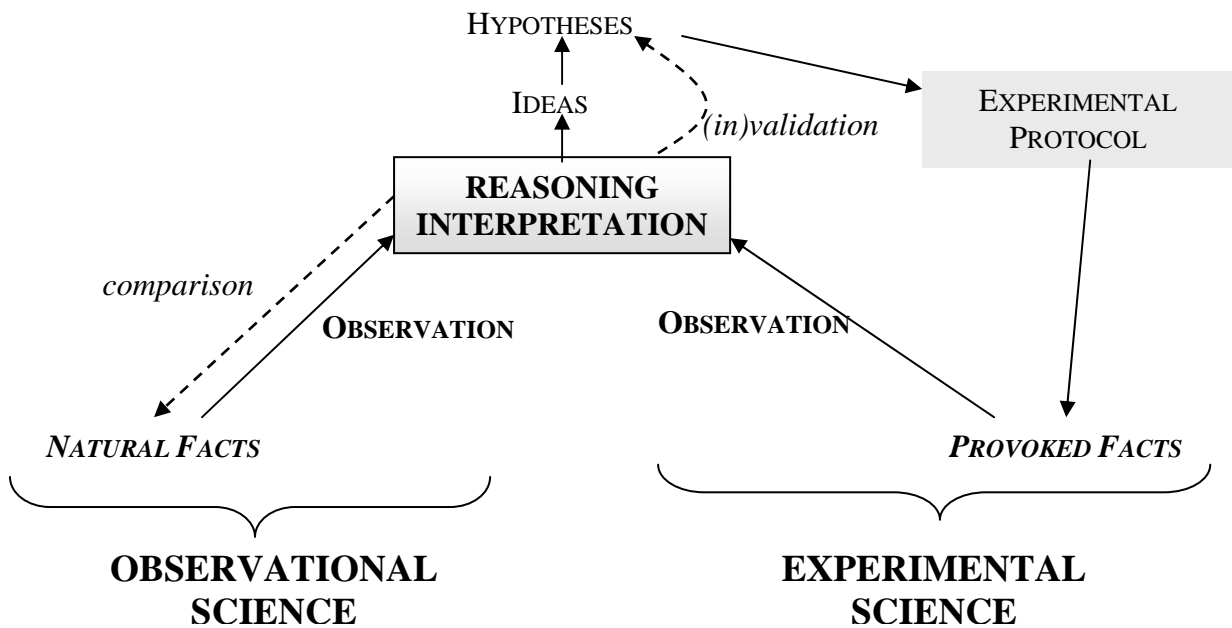 HYPOTHESES
IDEAS
(in)validation
EXPERIMENTAL
PROTOCOL
REASONING
INTERPRETATION
comparison
OBSERVATION
OBSERVATION
NATURAL FACTS
PROVOKED FACTS
OBSERVATIONAL
SCIENCE
EXPERIMENTAL
SCIENCE